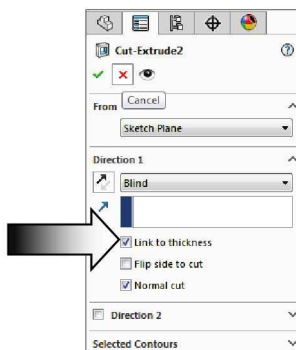 Cut-Extrude2
From
Cancel
Sketch Plane
Direction 1
Blind
Link to thickness
Flip side to cut
Normal cut
Direction 2
Selected Contours